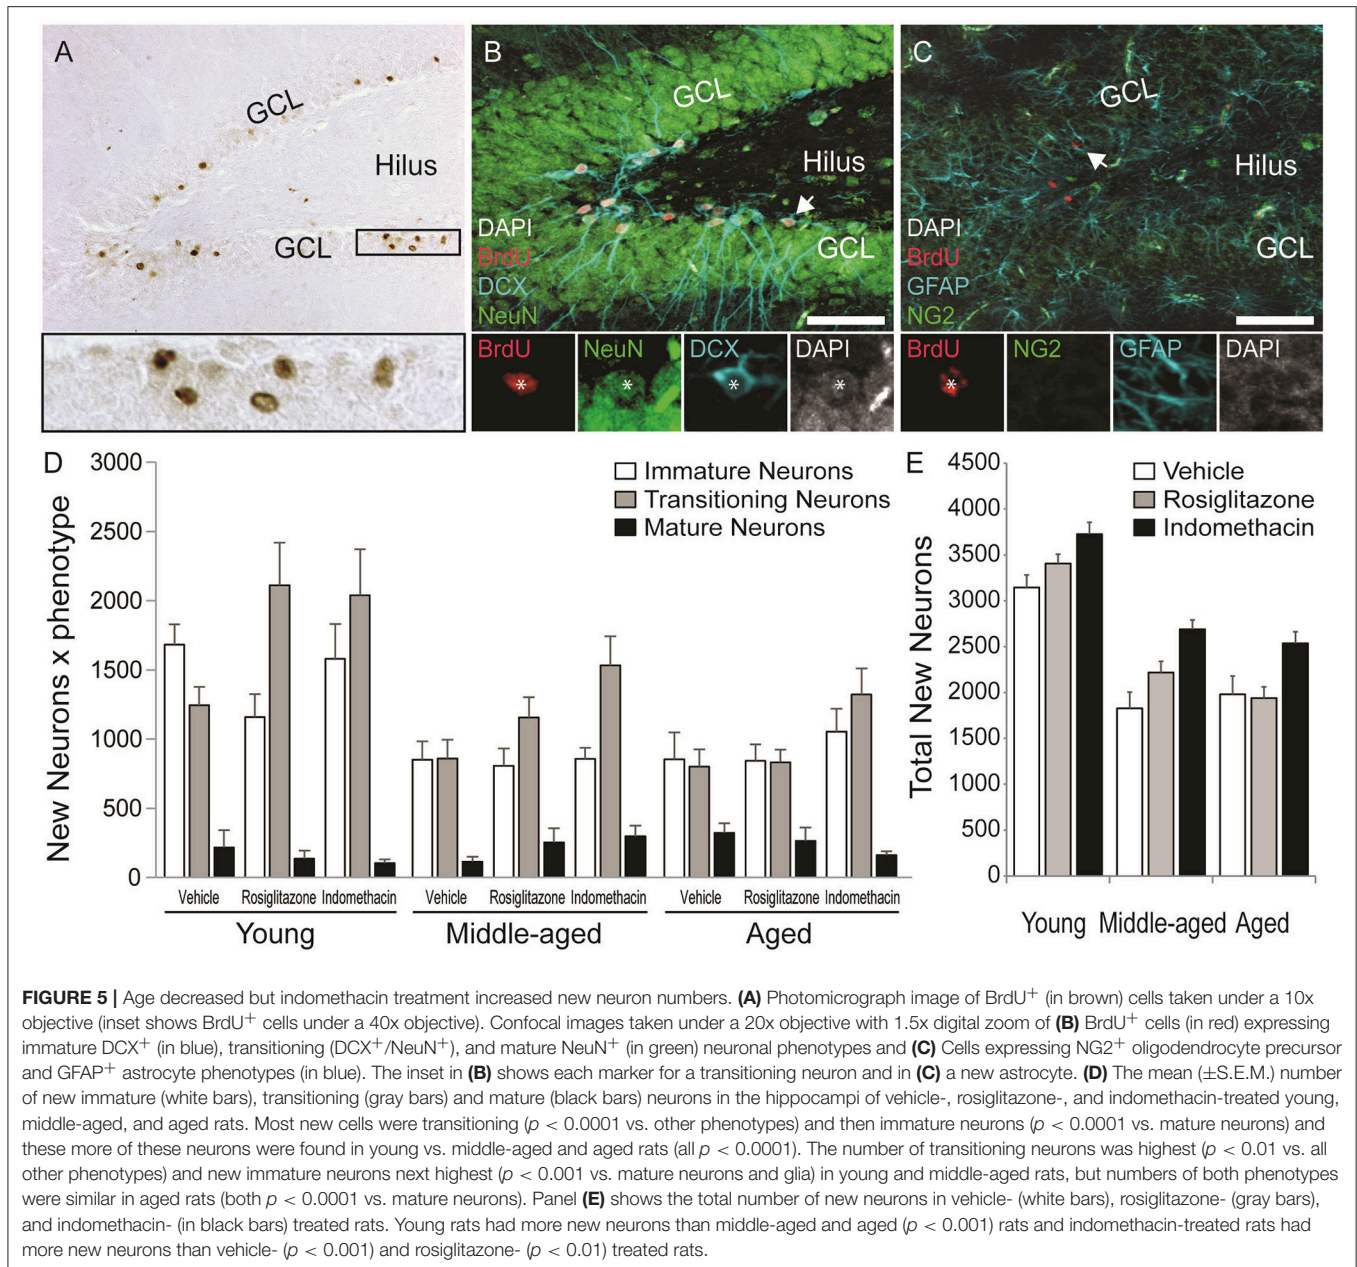 A
GCL
Hilus
GCL
B
GCL
Hilus
GCL
DAPI
BrdU
DCX
NeuN
BrdU
NeuN
DCX
DAPI
*
*
*
*
C
GCL
Hilus
GCL
DAPI
BrdU
GFAP
NG2
BrdU
NG2
GFAP
DAPI
*
D
New Neurons x phenotype
3000
2500
2000
1500
1000
500
0
Immature Neurons
Transitioning Neurons
Mature Neurons
Vehicle Rosiglitazone Indomethacin Vehicle Rosiglitazone Indomethacin Vehicle Rosiglitazone Indomethacin
Young Middle-aged Aged
E
Total New Neurons
4500
4000
3500
3000
2500
2000
1500
1000
500
0
Vehicle
Rosiglitazone
Indomethacin
Young Middle-aged Aged
FIGURE 5 | Age decreased but indomethacin treatment increased new neuron numbers. (A) Photomicrograph image of BrdU+ (in brown) cells taken under a 10x
objective (inset shows BrdU+ cells under a 40x objective). Confocal images taken under a 20x objective with 1.5x digital zoom of (B) BrdU+ cells (in red) expressing
immature DCX+ (in blue), transitioning (DCX+/NeuN+), and mature NeuN+ (in green) neuronal phenotypes and (C) Cells expressing NG2+ oligodendrocyte precursor
and GFAP+ astrocyte phenotypes (in blue). The inset in (B) shows each marker for a transitioning neuron and in (C) a new astrocyte. (D) The mean (±S.E.M.) number
of new immature (white bars), transitioning (gray bars) and mature (black bars) neurons in the hippocampi of vehicle-, rosiglitazone-, and indomethacin-treated young,
middle-aged, and aged rats. Most new cells were transitioning (p < 0.0001 vs. other phenotypes) and then immature neurons (p < 0.0001 vs. mature neurons) and
these more of these neurons were found in young vs. middle-aged and aged rats (all p < 0.0001). The number of transitioning neurons was highest (p < 0.01 vs. all
other phenotypes) and new immature neurons next highest (p < 0.001 vs. mature neurons and glia) in young and middle-aged rats, but numbers of both phenotypes
were similar in aged rats (both p < 0.0001 vs. mature neurons). Panel (E) shows the total number of new neurons in vehicle- (white bars), rosiglitazone- (gray bars),
and indomethacin- (in black bars) treated rats. Young rats had more new neurons than middle-aged and aged (p < 0.001) rats and indomethacin-treated rats had
more new neurons than vehicle- (p < 0.001) and rosiglitazone- (p < 0.01) treated rats.